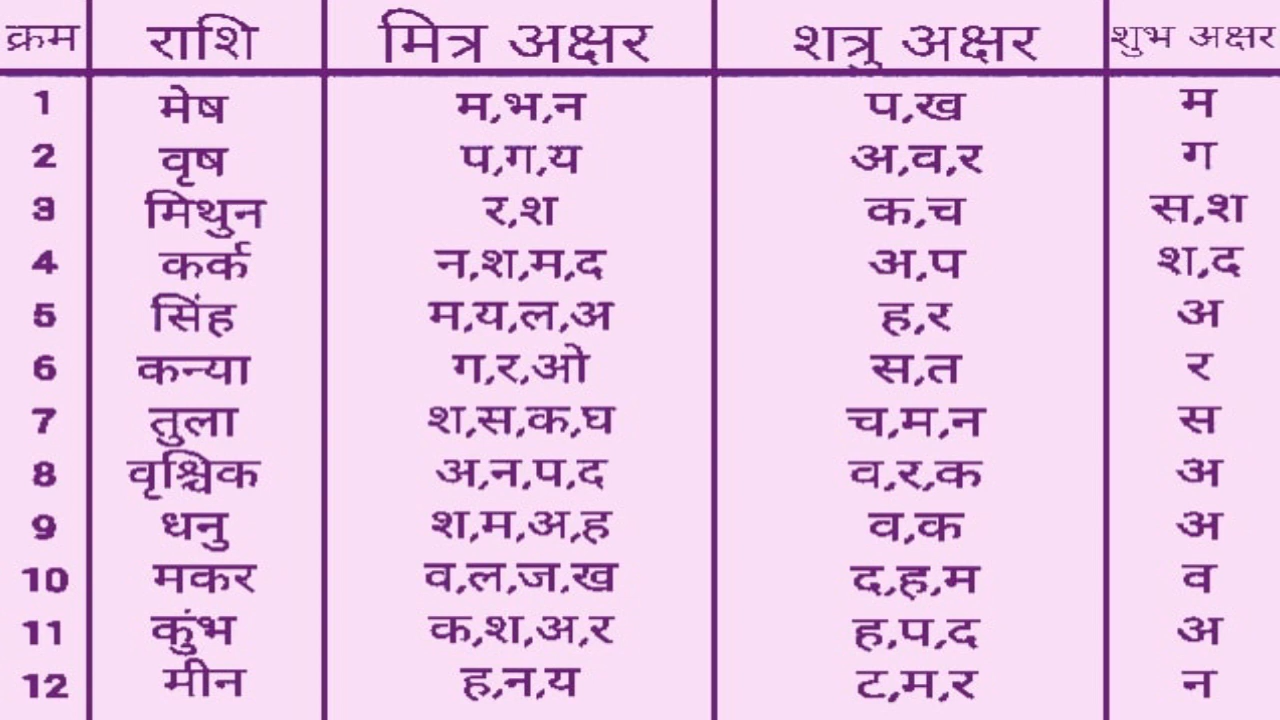 क्रम राशि मित्र अक्षर शत्रु अक्षर शुभ अक्षर
1 मेष म,भ,न प,ख म
2 वृष प,ग,य अ,व,र ग
3 मिथुन र,श क,च स,श
4 कर्क न,श,म,द अ,प श,द
5 सिंह म,य,ल,अ ह,र अ
6 कन्या ग,र,ओ स,त र
7 तुला श,स,क,घ च,म,न स
8 वृश्चिक अ,न,प,द व,र,क अ
9 धनु श,म,अ,ह व,क अ
10 मकर व,ल,ज,ख द,ह,म व
11 कुंभ क,श,अ,र ह,प,द अ
12 मीन ह,न,य ट,म,र न